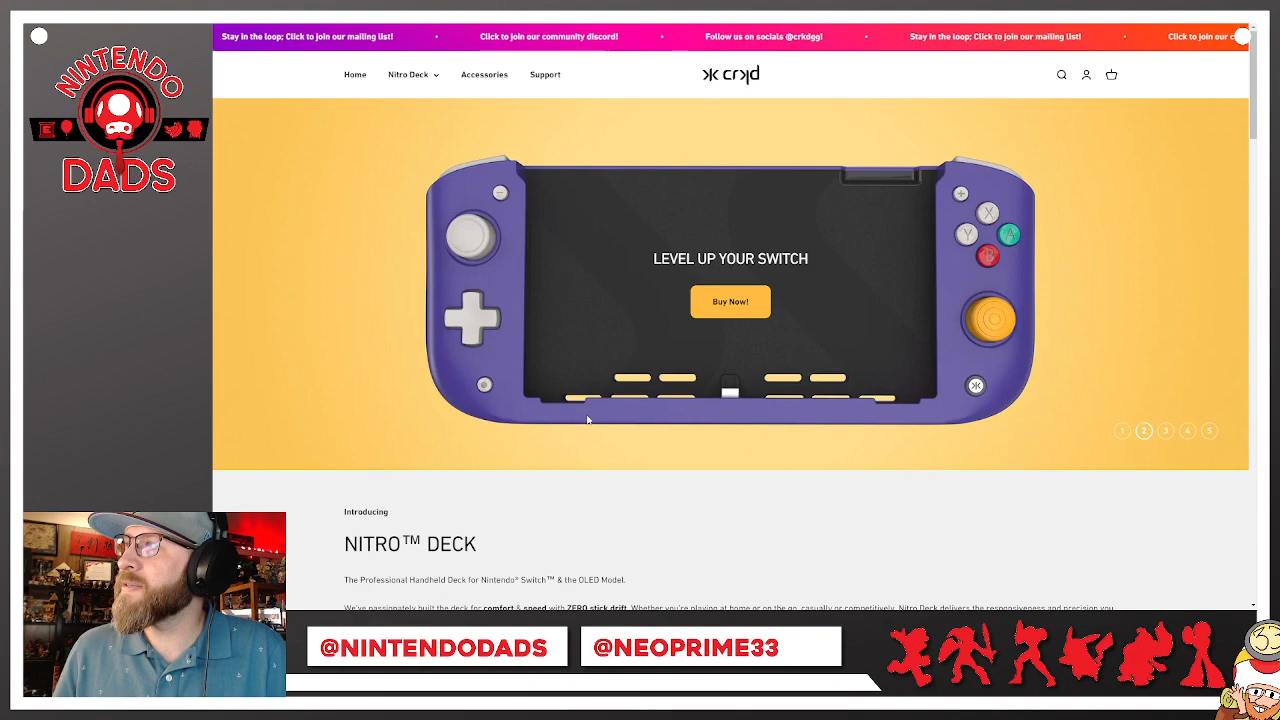 Stay in the loop; Click to join our mailing list! • Click to join our community discord! • Follow us on socials @crkdgg! • Stay in the loop; Click to join our mailing list! • Click to join our c
NINTENDO
DADS
Home Nitro Deck Accessories Support
crkd
X
Y A
B
LEVEL UP YOUR SWITCH
Buy Now!
1 2 3 4 5
Introducing
NITRO™ DECK
The Professional Handheld Deck for Nintendo® Switch™ & the OLED Model.
We've passionately built the deck for comfort & speed with ZERO stick drift. Whether you're playing at home or on the go, casually or competitively, Nitro Deck delivers the responsiveness and precision you
@NINTENDODADS @NEOPRIME33